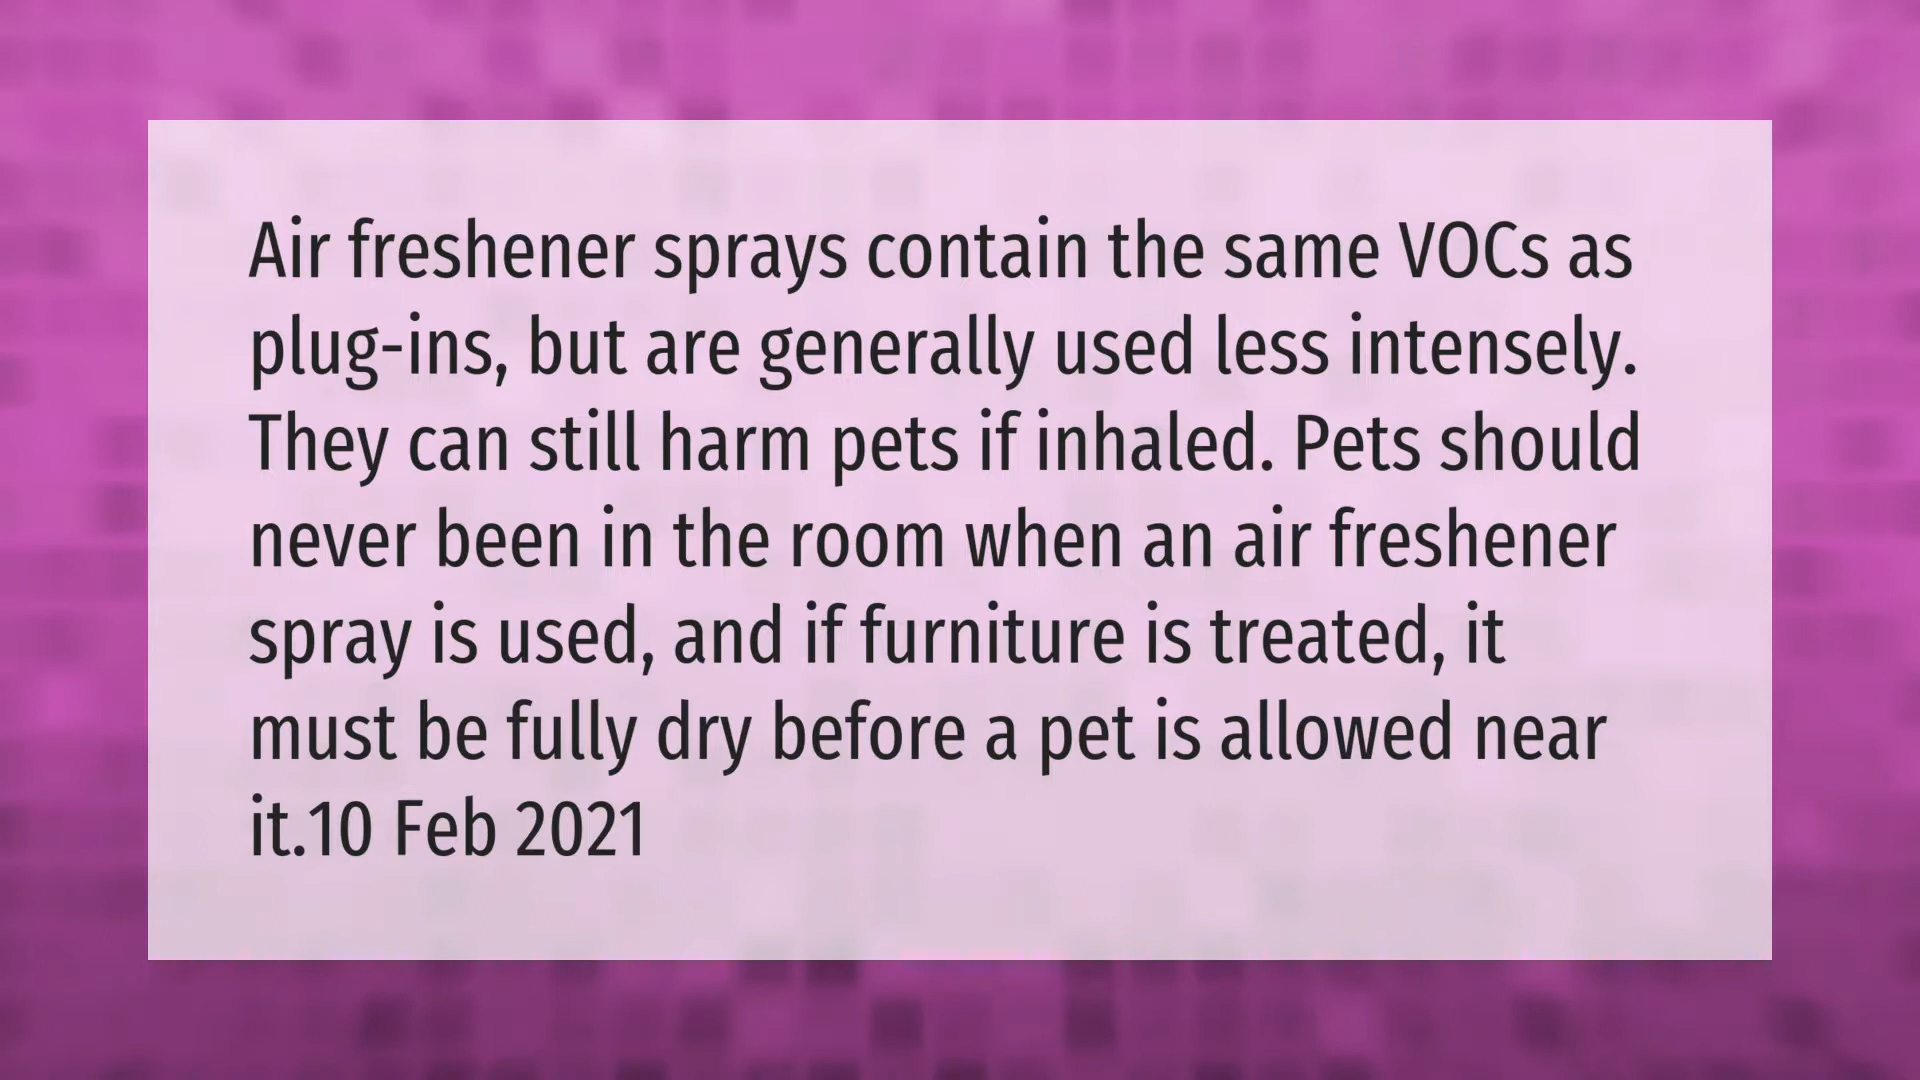 Air freshener sprays contain the same VOCs as
plug-ins, but are generally used less intensely.
They can still harm pets if inhaled. Pets should
never been in the room when an air freshener
spray is used, and if furniture is treated, it
must be fully dry before a pet is allowed near
it.10 Feb 2021